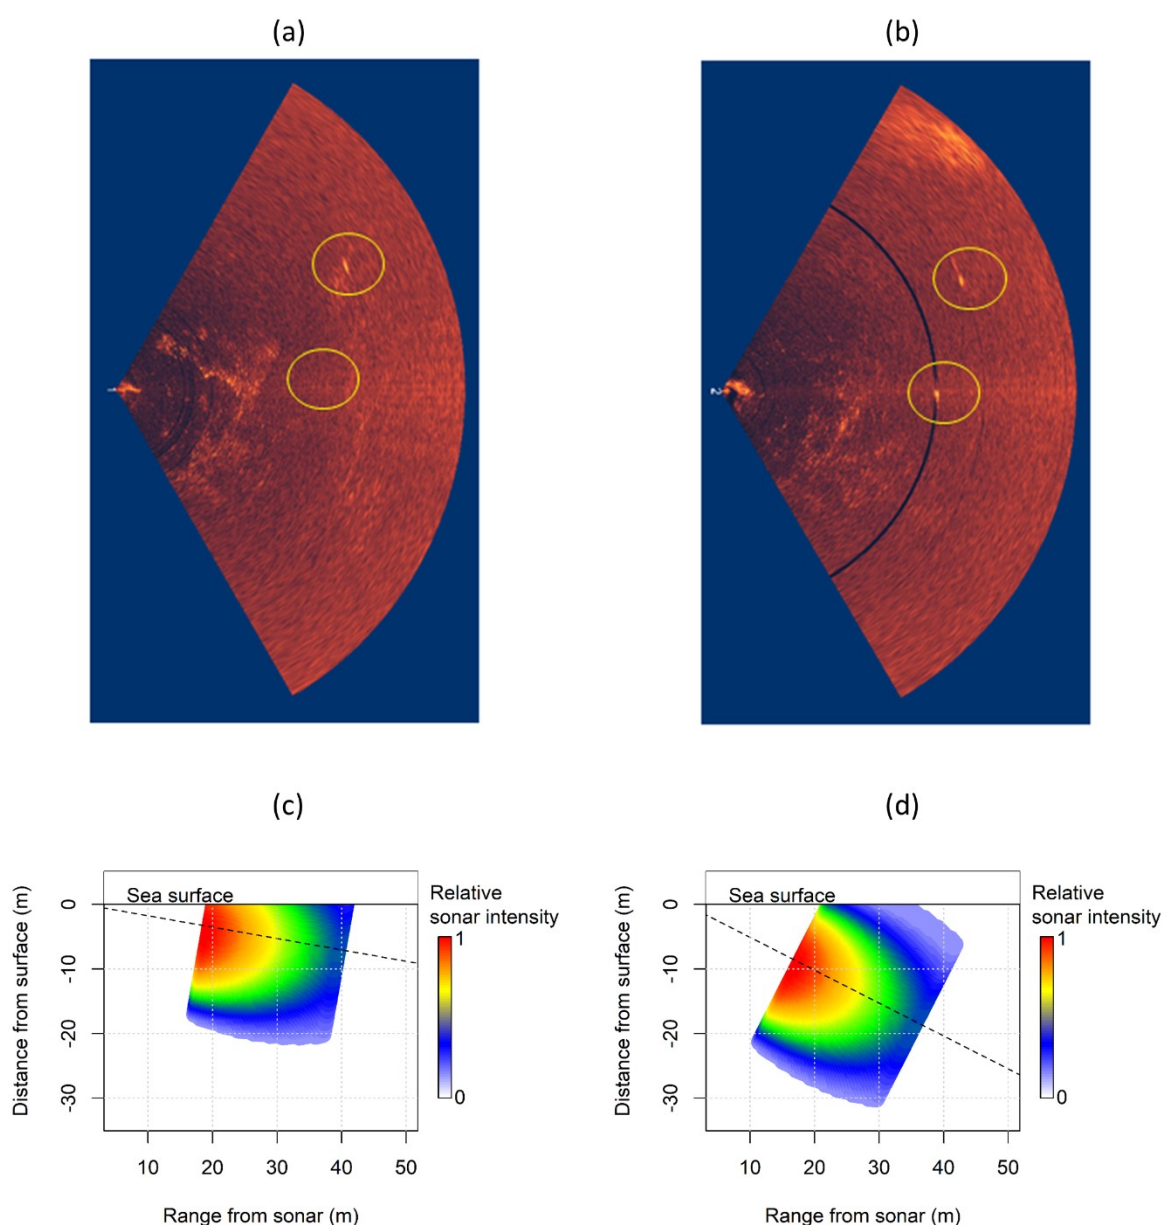 (a)
(b)
1
2
(c)
(d)
Sea surface
Relative
sonar intensity
1
0
Distance from surface (m)
0
-10
-20
-30
10
20
30
40
50
Range from sonar (m)
Sea surface
Relative
sonar intensity
1
0
Distance from surface (m)
0
-10
-20
-30
10
20
30
40
50
Range from sonar (m)